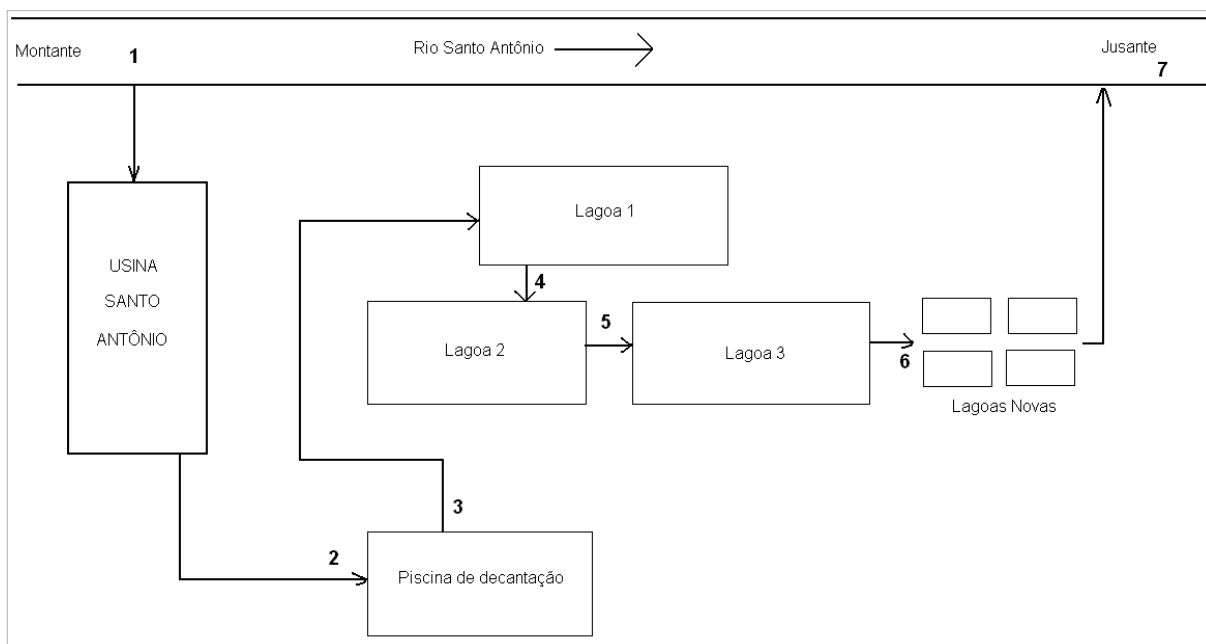 Montante
1
Rio Santo Antônio
Jusante
7
USINA
SANTO
ANTÔNIO
Lagoa 1
4
Lagoa 2
5
Lagoa 3
6
Lagoas Novas
3
2
Piscina de decantação